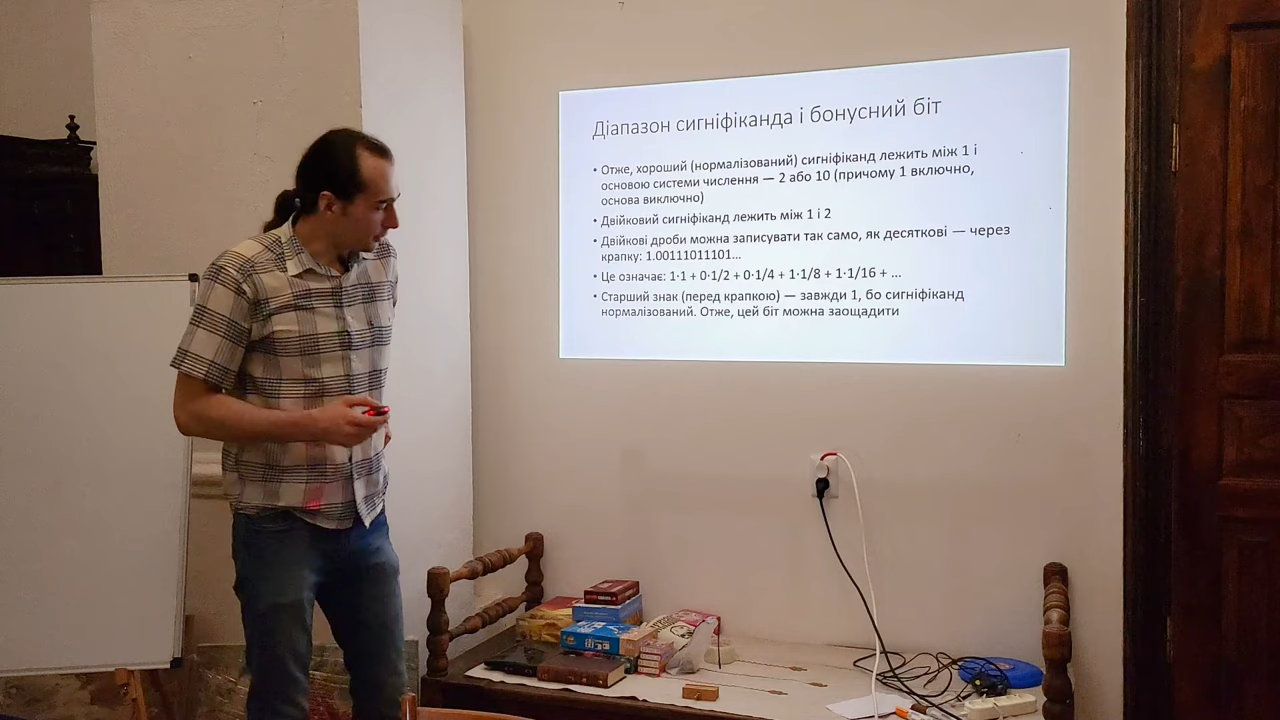 Діапазон сигніфіканда і бонусний біт
• Отже, хороший (нормалізований) сигніфіканд лежить між 1 і
основою системи числення — 2 або 10 (причому 1 включно,
основа виключно)
• Двійковий сигніфіканд лежить між 1 і 2
• Двійкові дроби можна записувати так само, як десяткові — через
крапку: 1.00111011101...
• Це означає: 1·1 + 0·1/2 + 0·1/4 + 1·1/8 + 1·1/16 + ...
• Старший знак (перед крапкою) — завжди 1, бо сигніфіканд
нормалізований. Отже, цей біт можна заощадити